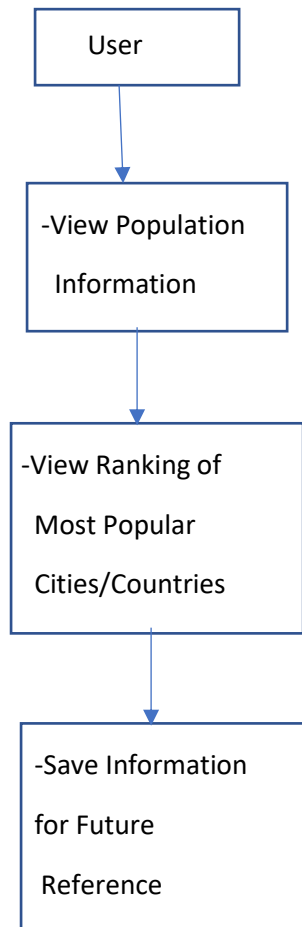 User
-View Population
Information
-View Ranking of
Most Popular
Cities/Countries
-Save Information
for Future
Reference